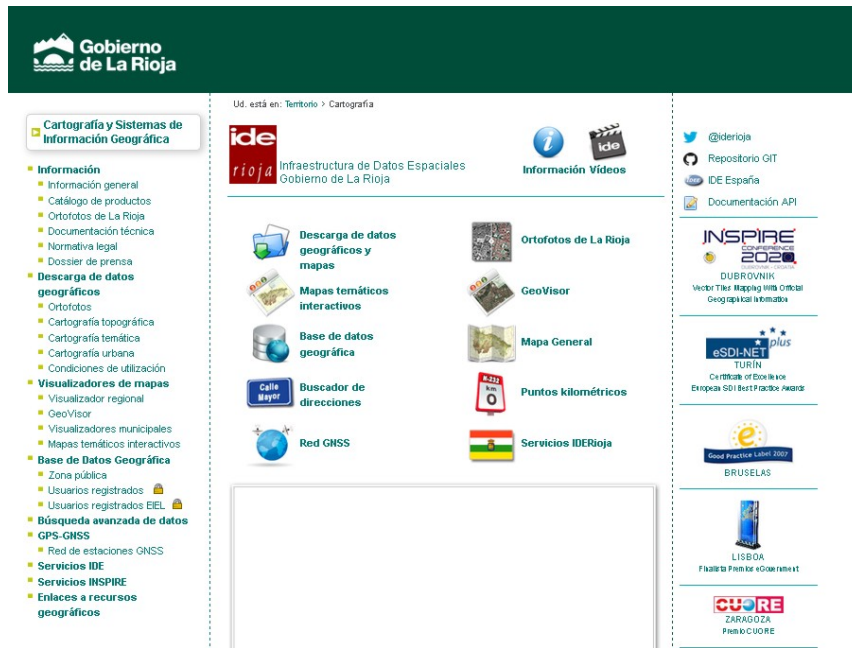 Gobierno
de La Rioja
Cartografía y Sistemas de
Información Geográfica
Información
Información general
Catálogo de productos
Ortofotos de La Rioja
Documentación técnica
Normativa legal
Dossier de prensa
Descarga de datos
geográficos
Ortofotos
Cartografía topográfica
Cartografía temática
Cartografía urbana
Condiciones de utilización
Visualizadores de mapas
Visualizador regional
GeoVisor
Visualizadores municipales
Mapas temáticos interactivos
Base de Datos Geográfica
Zona pública
Usuarios registrados
Usuarios registrados EIEL
Búsqueda avanzada de datos
GPS-GNSS
Red de estaciones GNSS
Servicios IDE
Servicios INSPIRE
Enlaces a recursos
geográficos
Ud. está en: Territorio > Cartografía
ide
rioja
Infraestructura de Datos Espaciales
Gobierno de La Rioja
ide
Información Vídeos
Descarga de datos
geográficos y
mapas
Ortofotos de La Rioja
Mapas temáticos
interactivos
GeoVisor
Base de datos
geográfica
Mapa General
Calle
Mayor
Buscador de
direcciones
N-232
km
0
Puntos kilométricos
Red GNSS
Servicios IDERioja
@iderioja
Repositorio GIT
IDEE
IDE España
Documentación API
INSPIRE
CONFERENCE
2020
DUBROVNIK - CROATIA
DUBROVNIK
Vector Tiles Mapping With Official
Geographical Information
eSDI-NET plus
TURÍN
Certificate of Excellence
European SDI Best Practice Awards
e
Good Practice Label 2007
BRUSELAS
LISBOA
Finalista Premios eGovernment
CUORE
ZARAGOZA
Premio CUORE